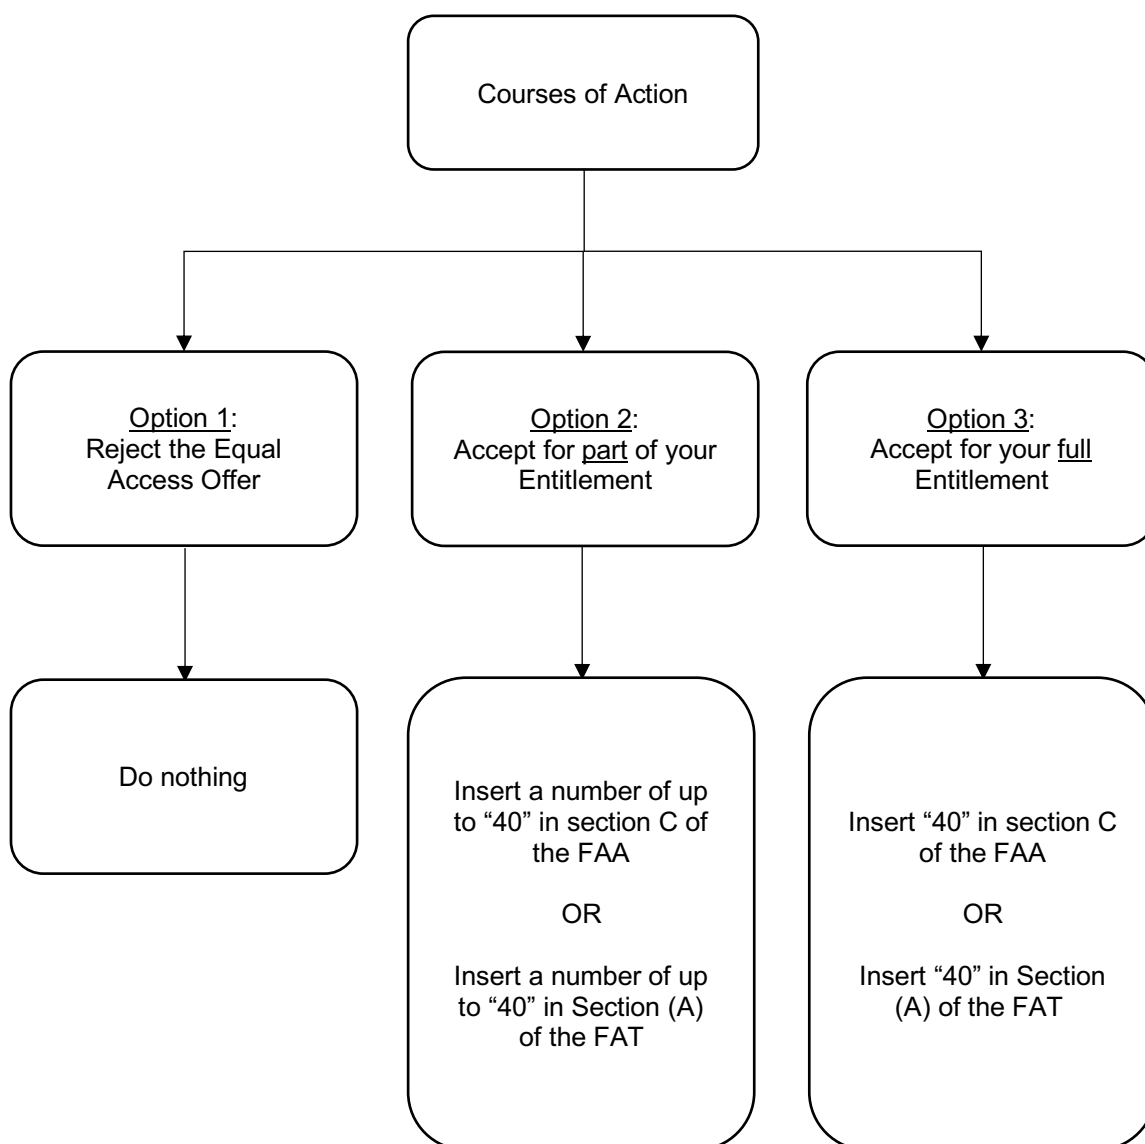 Courses of Action
Option 1:
Reject the Equal
Access Offer
Option 2:
Accept for part of your
Entitlement
Option 3:
Accept for your full
Entitlement
Do nothing
Insert a number of up
to “40” in section C of
the FAA
OR
Insert a number of up
to “40” in Section (A)
of the FAT
Insert “40” in section C
of the FAA
OR
Insert “40” in Section
(A) of the FAT